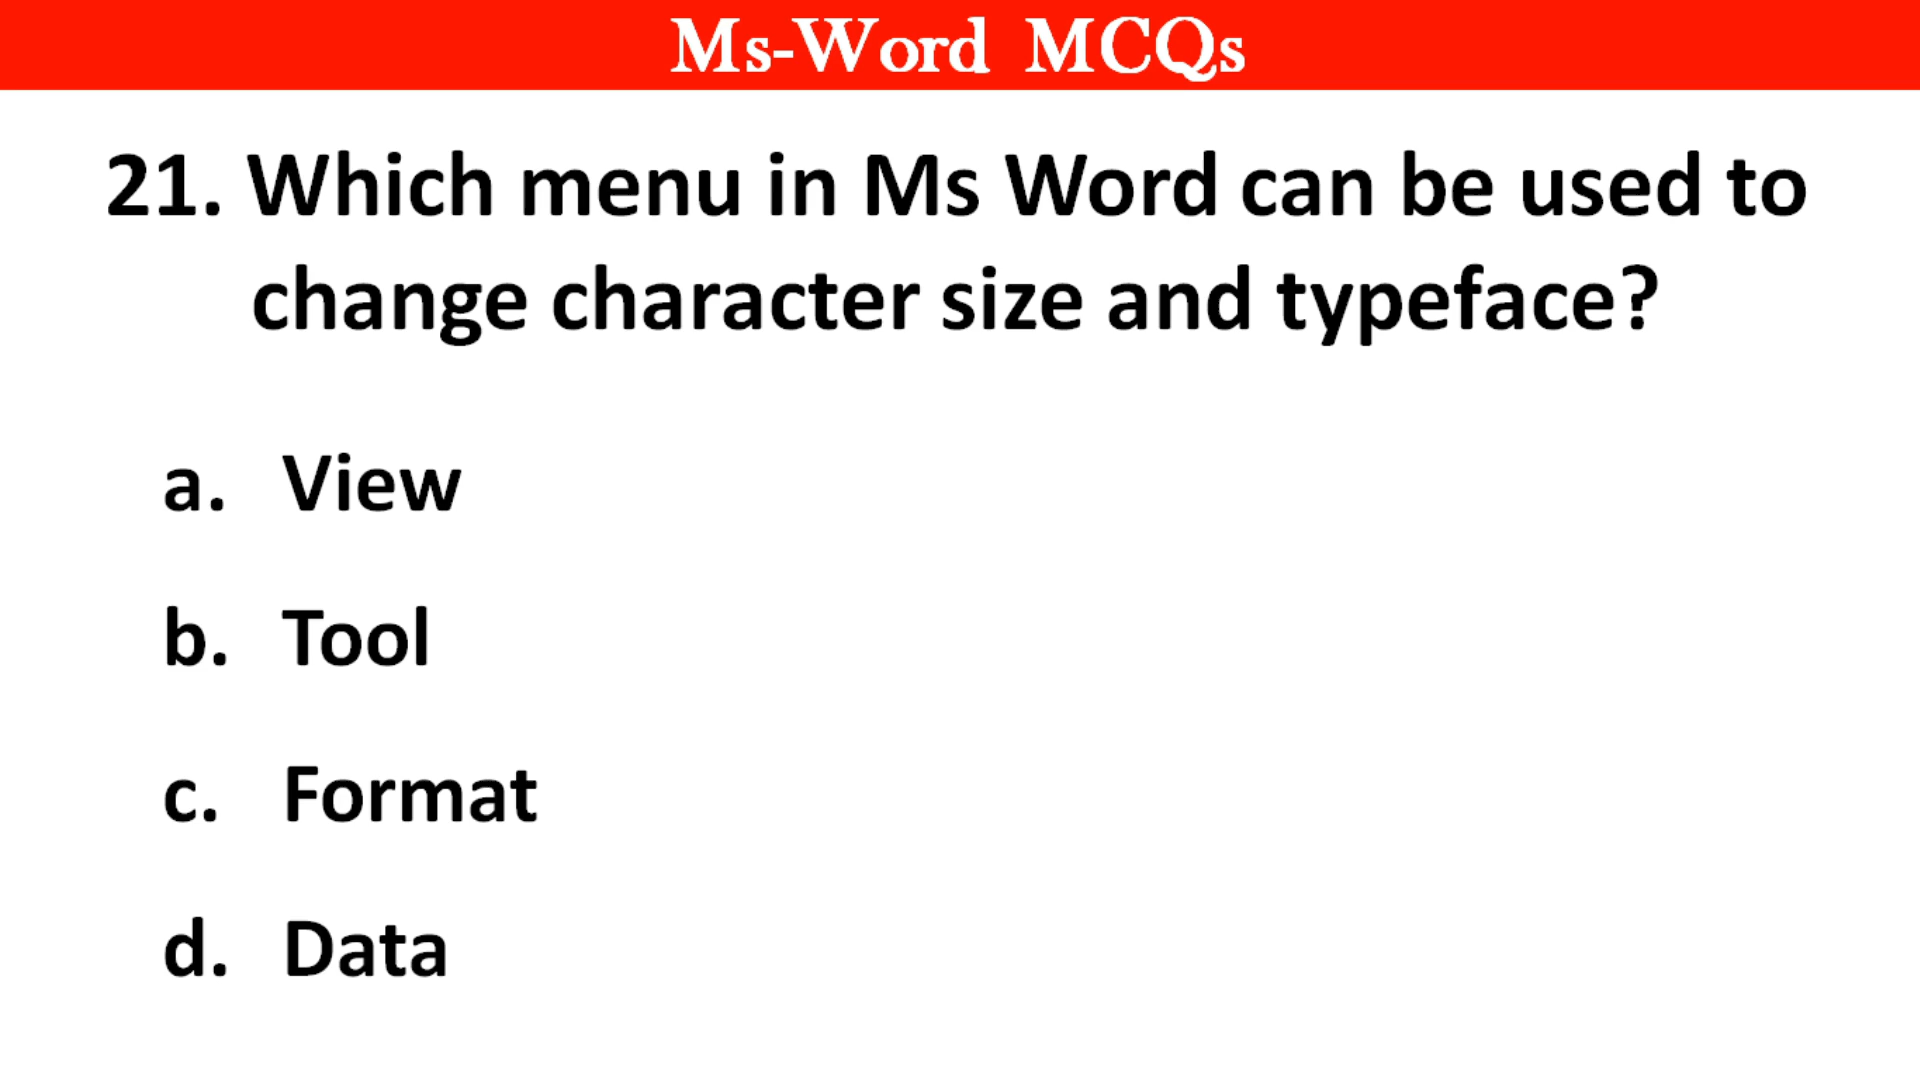 Ms-Word MCQs
21. Which menu in Ms Word can be used to
change character size and typeface?
a. View
b. Tool
c. Format
d. Data